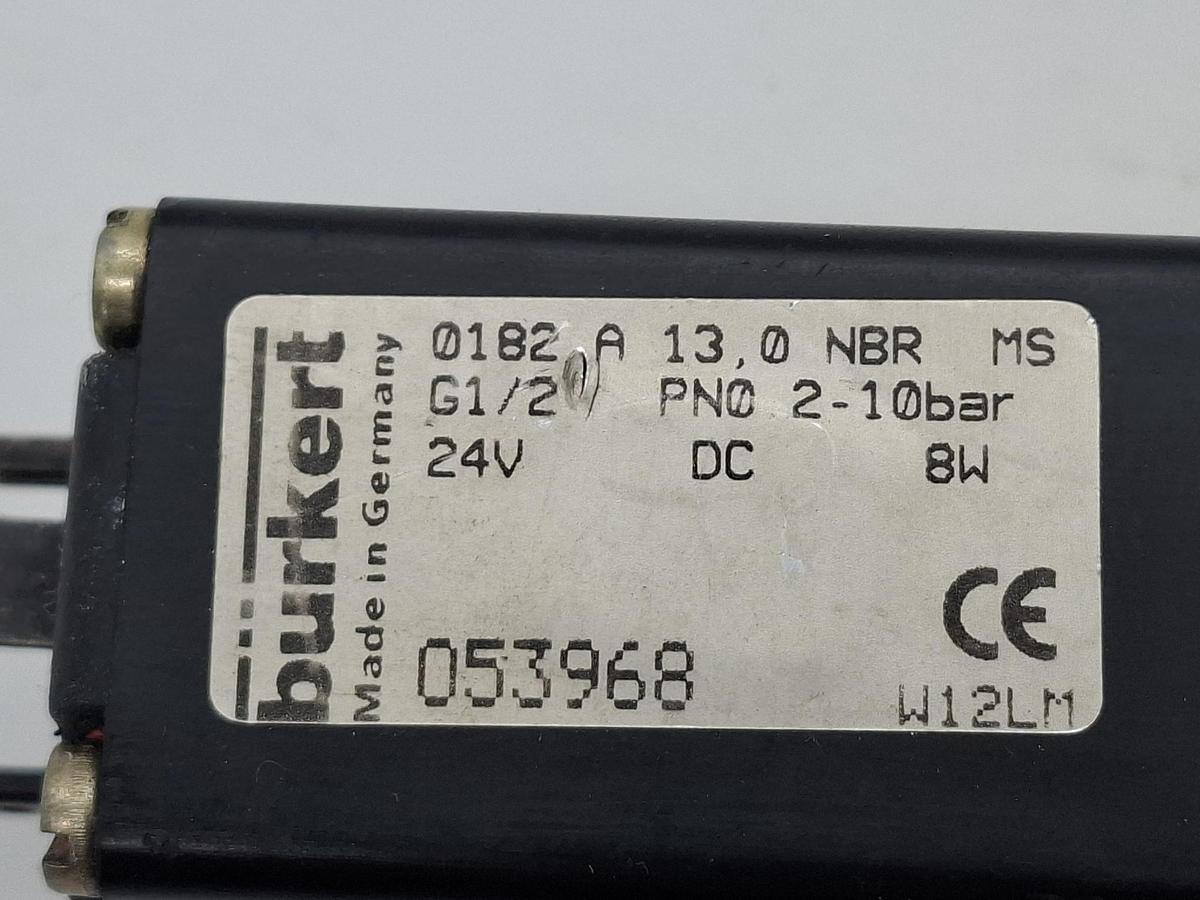 bürkert
Made in Germany
0182 A 13,0 NBR MS
G1/2 PN0 2-10bar
24V DC 8W
CE
053968
W12LM